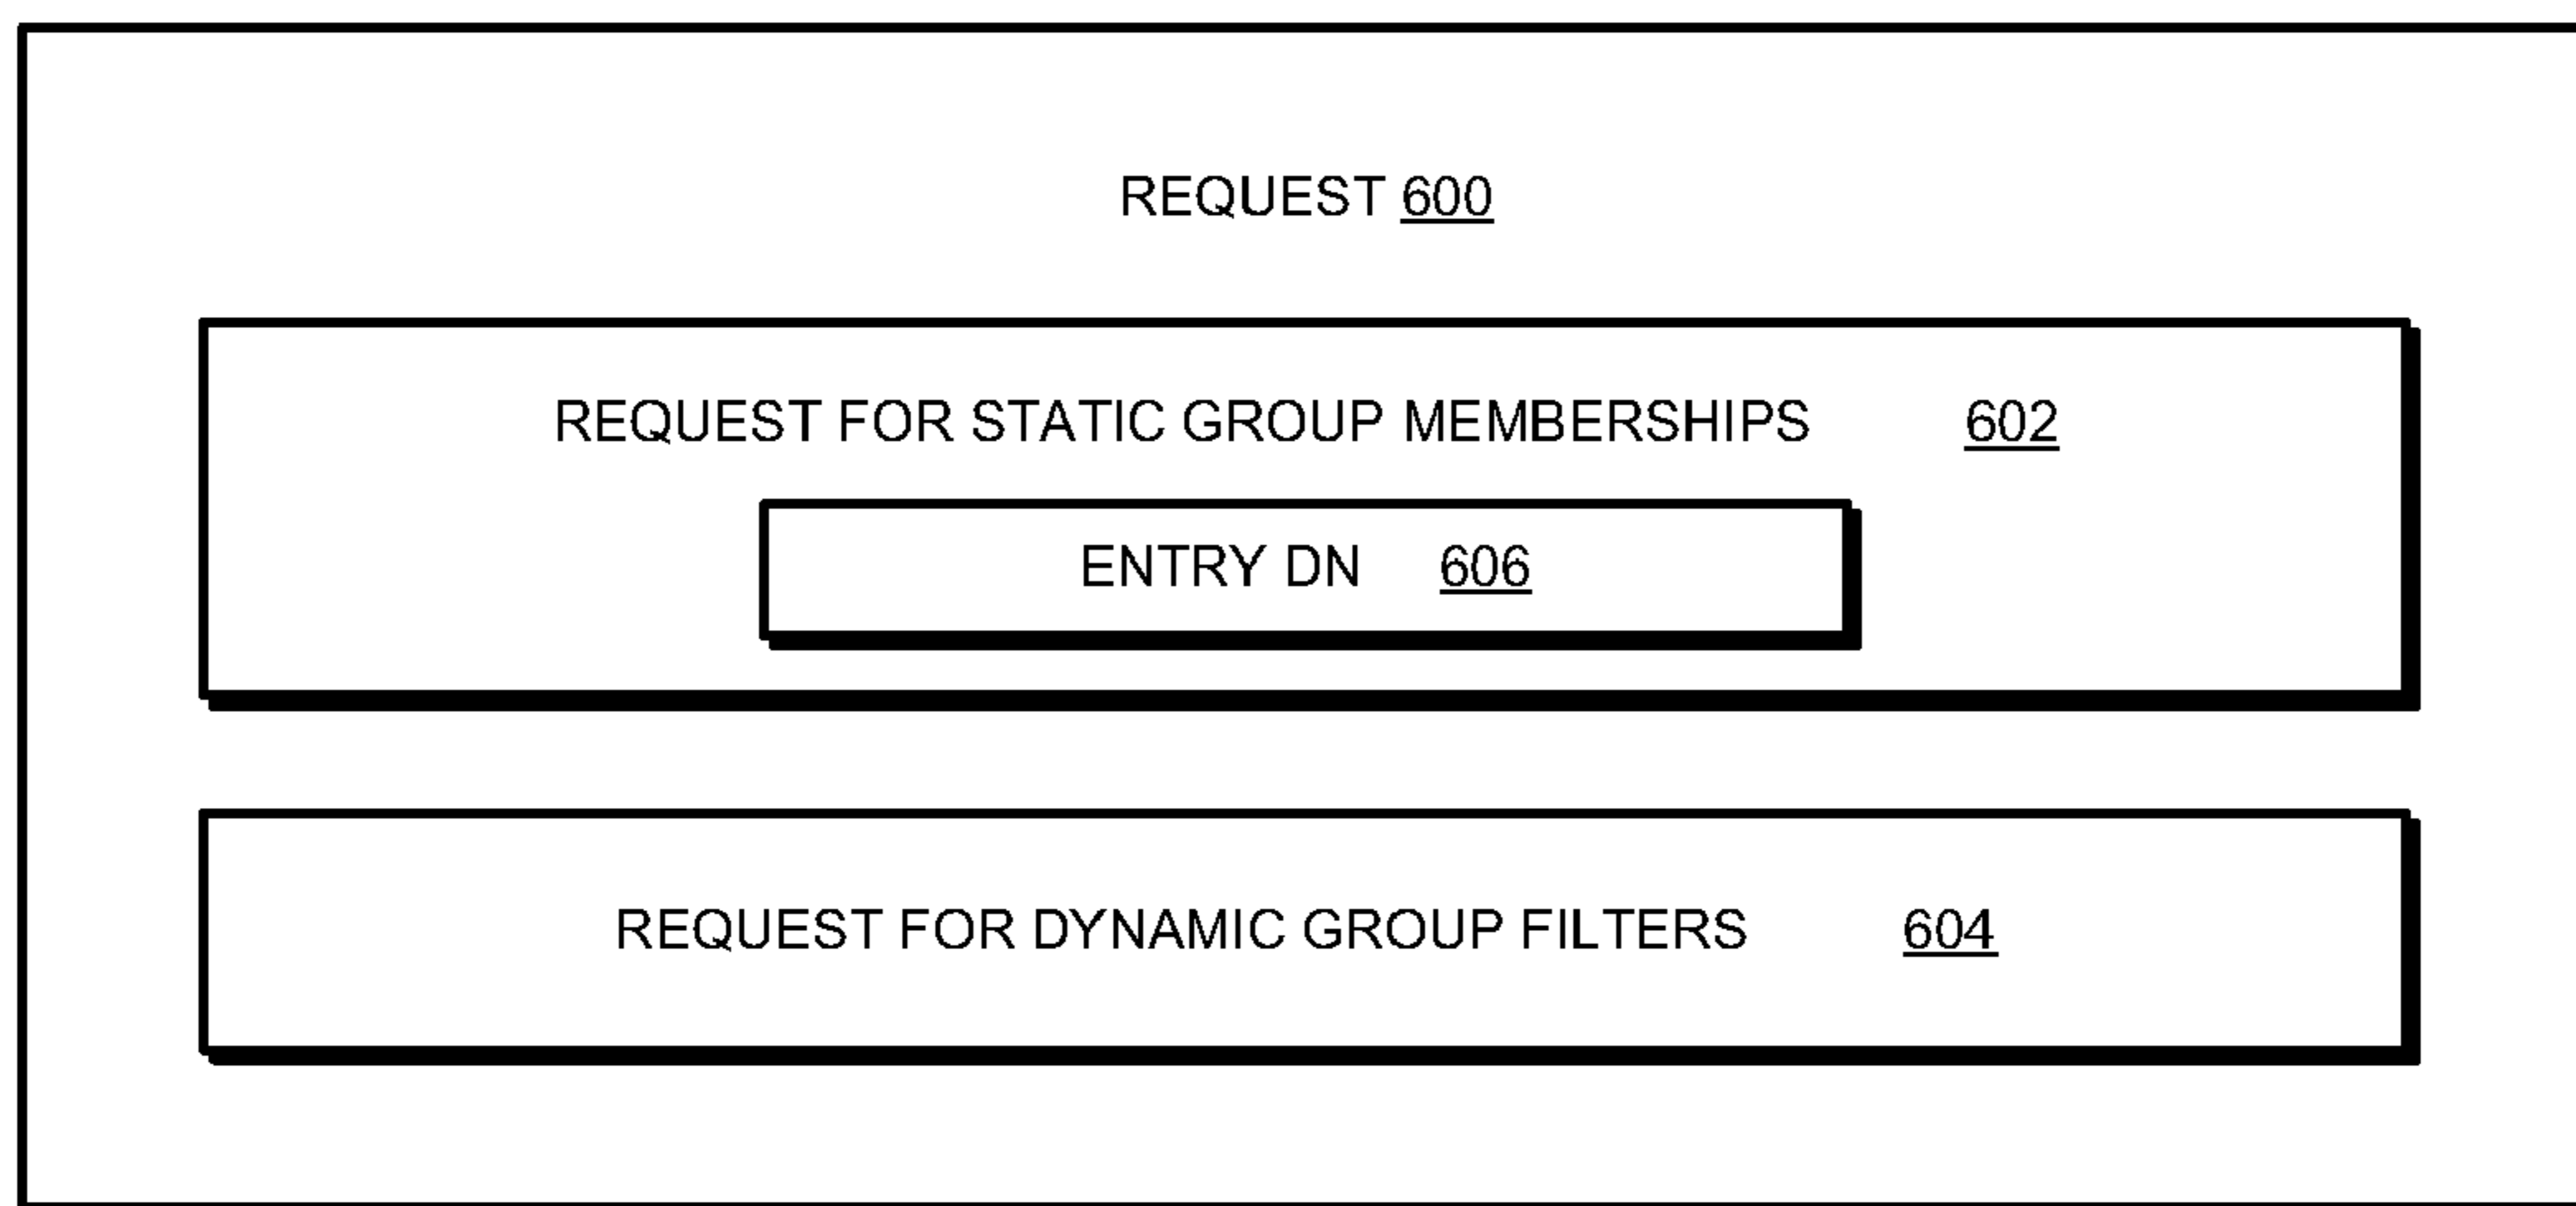 REQUEST 600
REQUEST FOR STATIC GROUP MEMBERSHIPS 602
ENTRY DN 606
REQUEST FOR DYNAMIC GROUP FILTERS 604